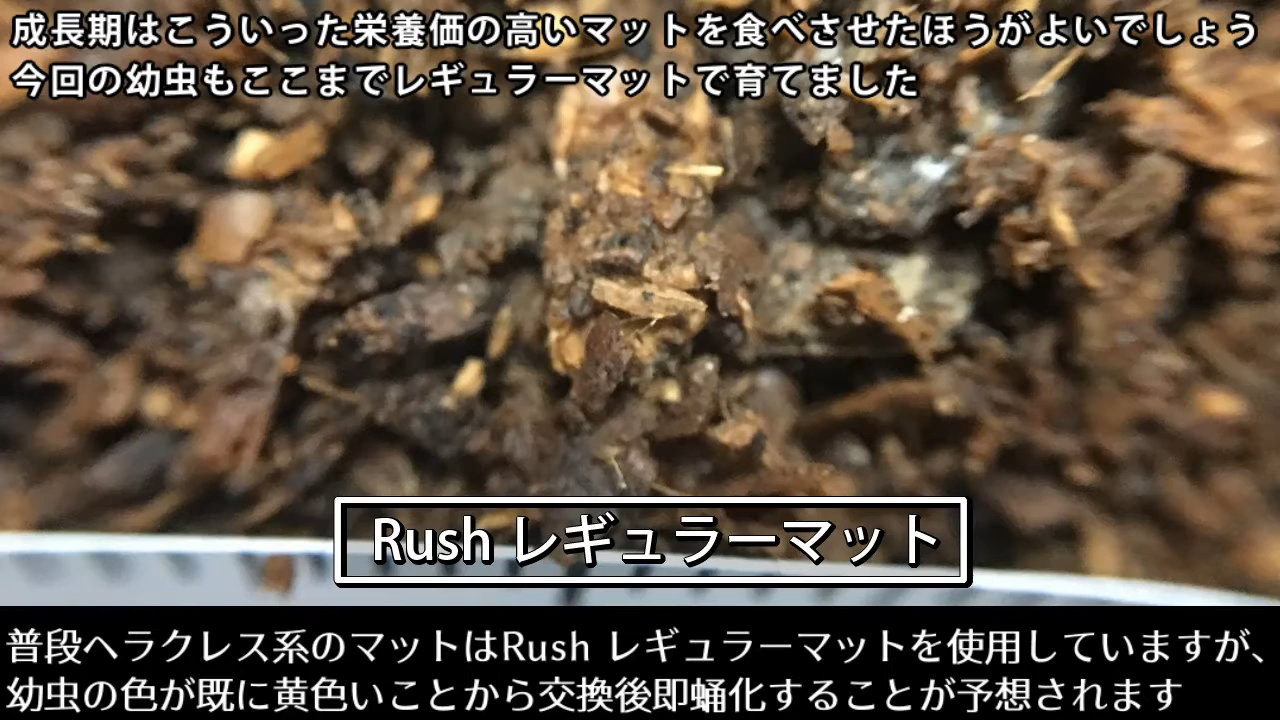 成長期はこういった栄養価の高いマットを食べさせたほうがよいでしょう
今回の幼虫もここまでレギュラーマットで育てました
Rush レギュラーマット
普段ヘラクレス系のマットはRush レギュラーマットを使用していますが、
幼虫の色が既に黄色いことから交換後即蛹化することが予想されます